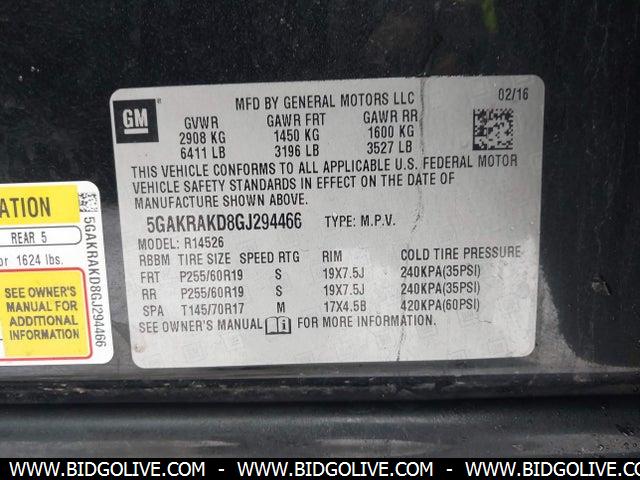 MFD BY GENERAL MOTORS LLC 02/16
GM
GVWR GAWR FRT GAWR RR
2908 KG 1450 KG 1600 KG
6411 LB 3196 LB 3527 LB
THIS VEHICLE CONFORMS TO ALL APPLICABLE U.S. FEDERAL MOTOR
VEHICLE SAFETY STANDARDS IN EFFECT ON THE DATE OF
MANUFACTURE SHOWN ABOVE.
5GAKRAKD8GJ294466 TYPE: M.P.V.
MODEL: R14526
RBBM TIRE SIZE SPEED RTG RIM COLD TIRE PRESSURE
FRT P255/60R19 S 19X7.5J 240KPA(35PSI)
RR P255/60R19 S 19X7.5J 240KPA(35PSI)
SPA T145/70R17 M 17X4.5B 420KPA(60PSI)
SEE OWNER'S MANUAL FOR MORE INFORMATION.
ATION
REAR 5
or 1624 lbs.
SEE OWNER'S
MANUAL FOR
ADDITIONAL
INFORMATION
5GAKRAKD8GJ294466
WWW.BIDGOLIVE.COM - WWW.BIDGOLIVE.COM - WWW.BIDGOLIVE.COM